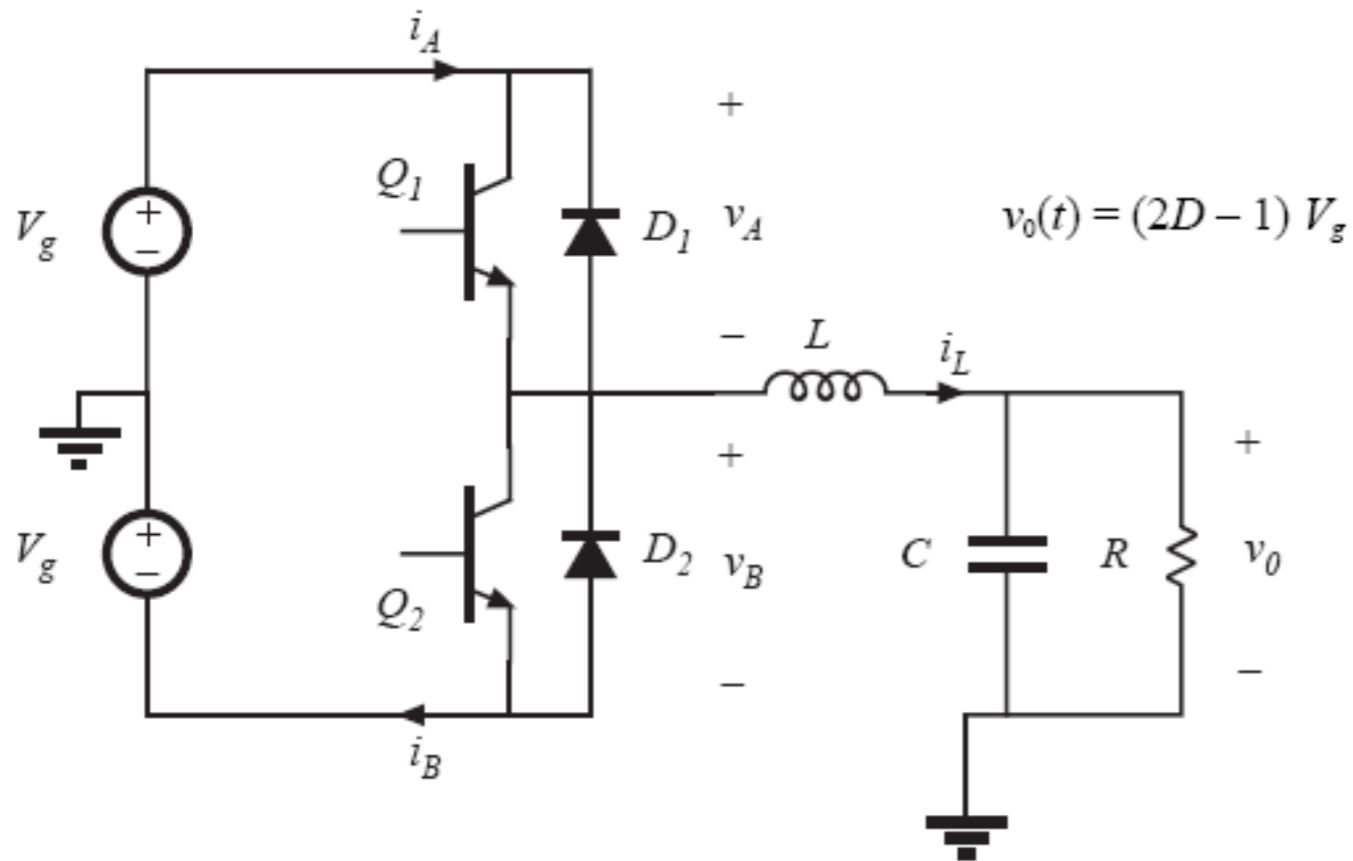 i_A
+
Q_1
V_g
+
−
D_1
v_A
v_0(t) = (2D – 1) V_g
−
L
i_L
+
+
V_g
+
−
D_2
v_B
C
R
v_0
Q_2
−
−
i_B